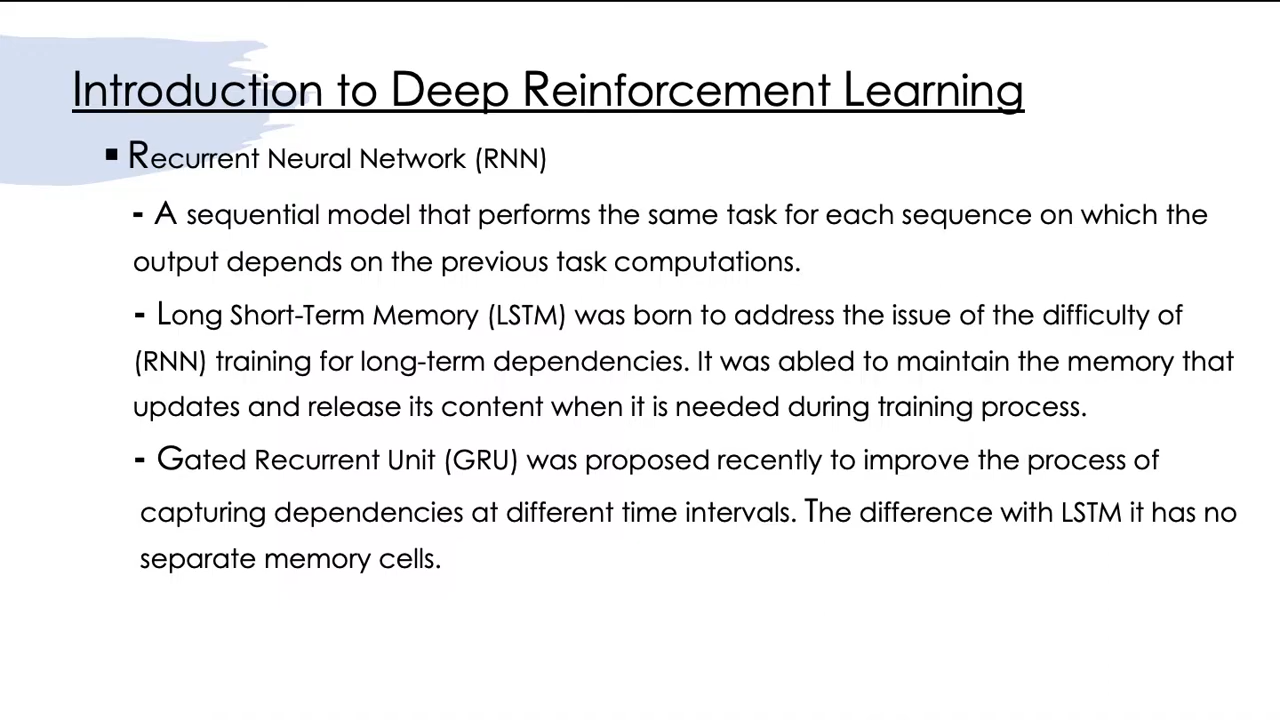 Introduction to Deep Reinforcement Learning
▪ Recurrent Neural Network (RNN)
- A sequential model that performs the same task for each sequence on which the
output depends on the previous task computations.
- Long Short-Term Memory (LSTM) was born to address the issue of the difficulty of
(RNN) training for long-term dependencies. It was abled to maintain the memory that
updates and release its content when it is needed during training process.
- Gated Recurrent Unit (GRU) was proposed recently to improve the process of
capturing dependencies at different time intervals. The difference with LSTM it has no
separate memory cells.